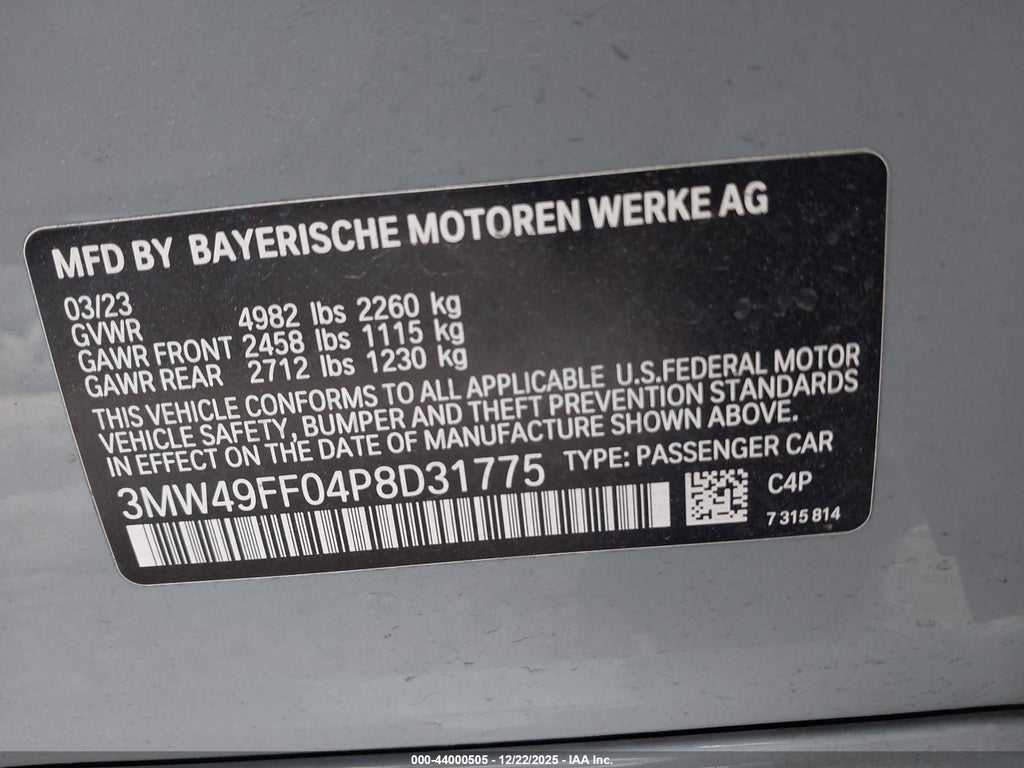 MFD BY BAYERISCHE MOTOREN WERKE AG
03/23
GVWR 4982 lbs 2260 kg
GAWR FRONT 2458 lbs 1115 kg
GAWR REAR 2712 lbs 1230 kg
THIS VEHICLE CONFORMS TO ALL APPLICABLE U.S.FEDERAL MOTOR
VEHICLE SAFETY, BUMPER AND THEFT PREVENTION STANDARDS
IN EFFECT ON THE DATE OF MANUFACTURE SHOWN ABOVE.
3MW49FF04P8D31775 TYPE: PASSENGER CAR
C4P
7 315 814
000-44000505 - 12/22/2025 - IAA Inc.